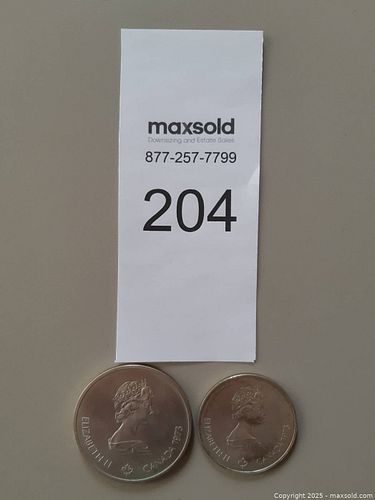 maxsold
Downsizing and Estate Sales
877-257-7799
204
ELIZABETH II CANADA 1973
ELIZABETH II CANADA 1973
Copyright 2025 - maxsold.com